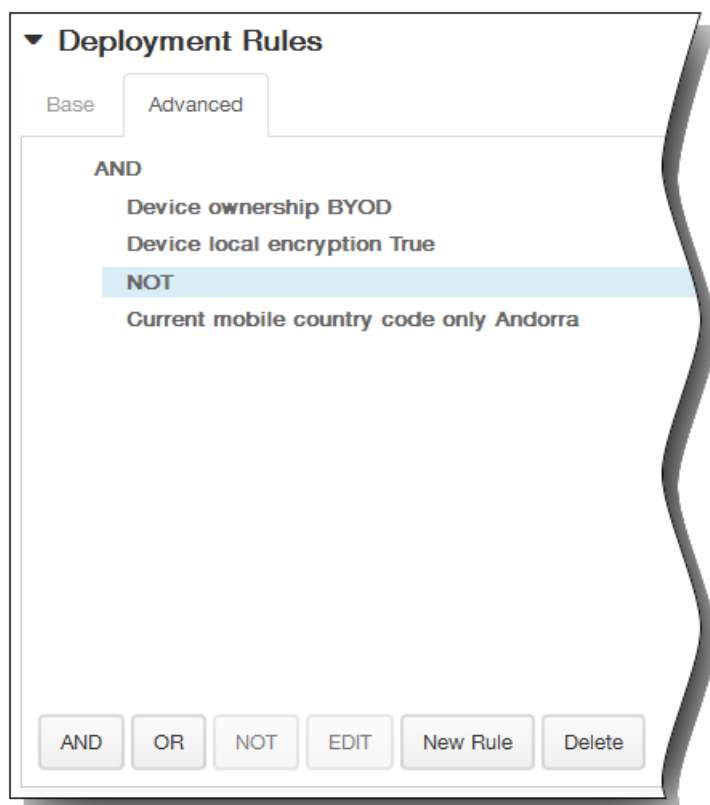 Deployment Rules
Base Advanced
AND
Device ownership BYOD
Device local encryption True
NOT
Current mobile country code only Andorra
AND OR NOT EDIT New Rule Delete